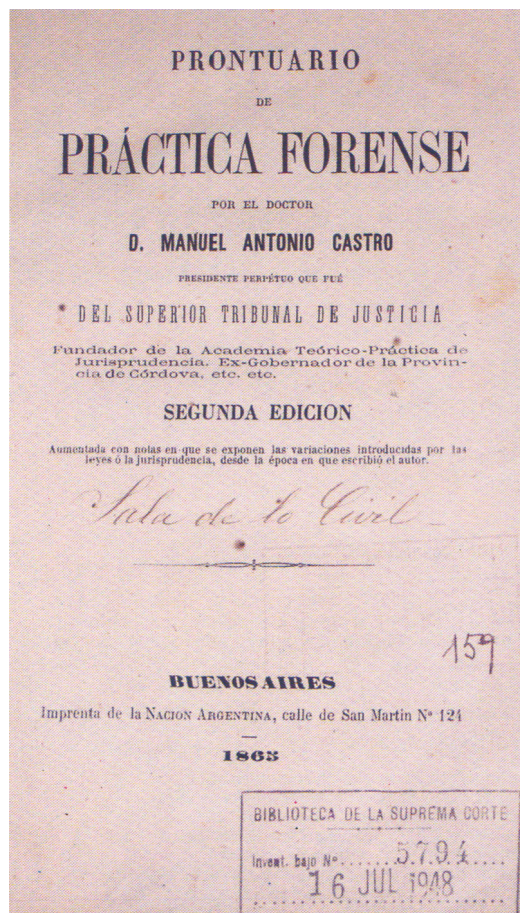 PRONTUARIO
DE
PRÁCTICA FORENSE
POR EL DOCTOR
D. MANUEL ANTONIO CASTRO
PRESIDENTE PERPÉTUO QUE FUÉ
DEL SUPERIOR TRIBUNAL DE JUSTICIA
Fundador de la Academia Teórico-Práctica de
Jurisprudencia. Ex-Gobernador de la Provin-
cia de Córdova, etc. etc.
SEGUNDA EDICION
Aumentada con notas en que se exponen las variaciones introducidas por las
leyes ó la jurisprudencia, desde la época en que escribió el autor.
Sala de lo Civil
159
BUENOS AIRES
Imprenta de la NACION ARGENTINA, calle de San Martin Nº 124
1865
BIBLIOTECA DE LA SUPREMA CORTE
Invent. bajo Nº ...... 5794 ....
16 JUL 1948